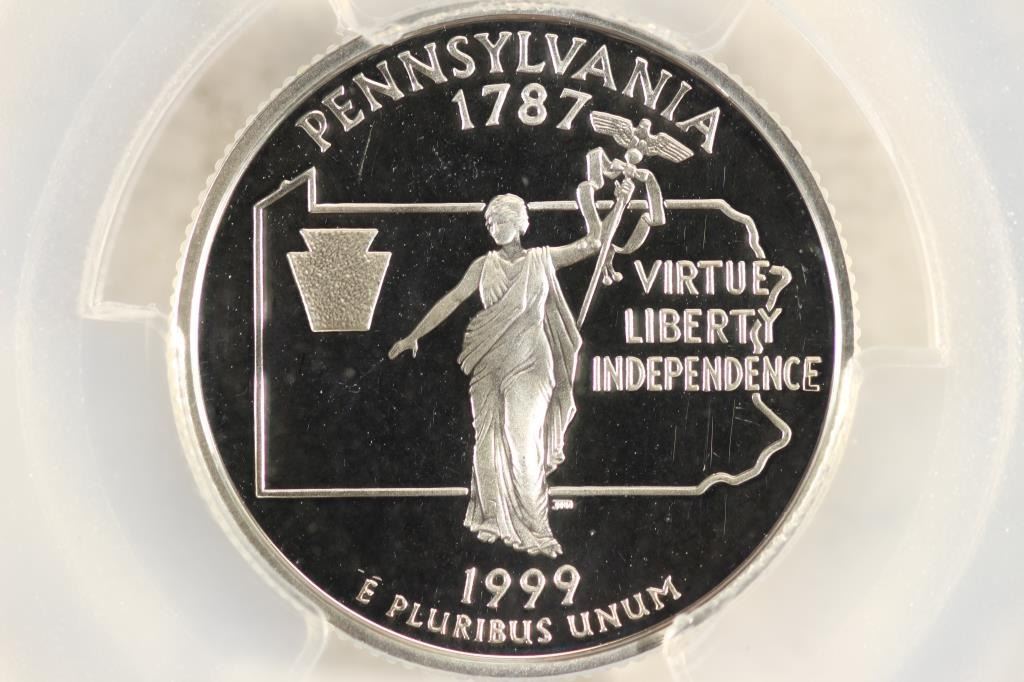 PENNSYLVANIA
1787
VIRTUE
LIBERTY
INDEPENDENCE
1999
E PLURIBUS UNUM